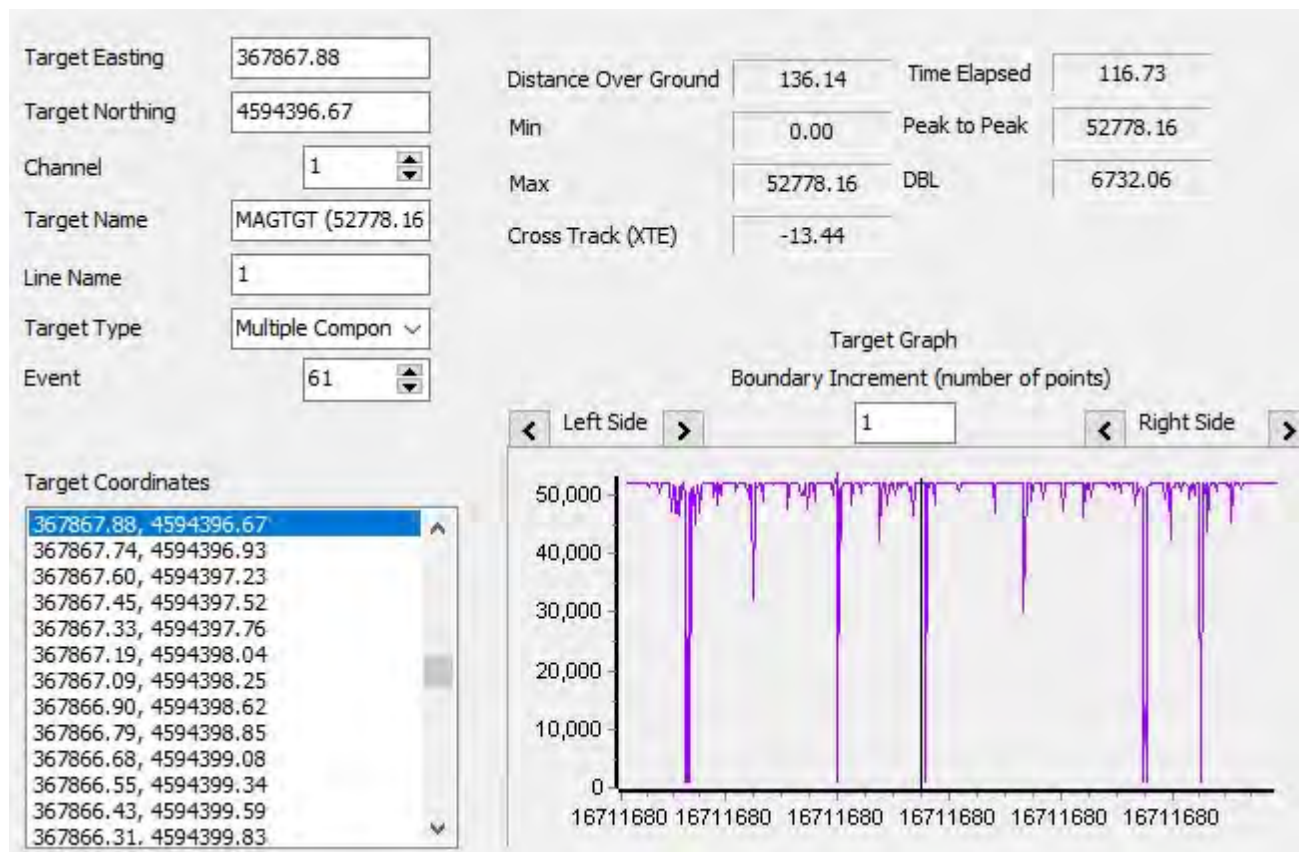 Target Easting 367867.88
Target Northing 4594396.67
Channel 1
Target Name MAGTGT (52778.16
Line Name 1
Target Type Multiple Compon
Event 61
Distance Over Ground 136.14 Time Elapsed 116.73
Min 0.00 Peak to Peak 52778.16
Max 52778.16 DBL 6732.06
Cross Track (XTE) -13.44
Target Graph
Boundary Increment (number of points)
< Left Side > 1 < Right Side >
50,000
40,000
30,000
20,000
10,000
0
16711680 16711680 16711680 16711680 16711680 16711680
Target Coordinates
367867.88, 4594396.67
367867.74, 4594396.93
367867.60, 4594397.23
367867.45, 4594397.52
367867.33, 4594397.76
367867.19, 4594398.04
367867.09, 4594398.25
367866.90, 4594398.62
367866.79, 4594398.85
367866.68, 4594399.08
367866.55, 4594399.34
367866.43, 4594399.59
367866.31, 4594399.83